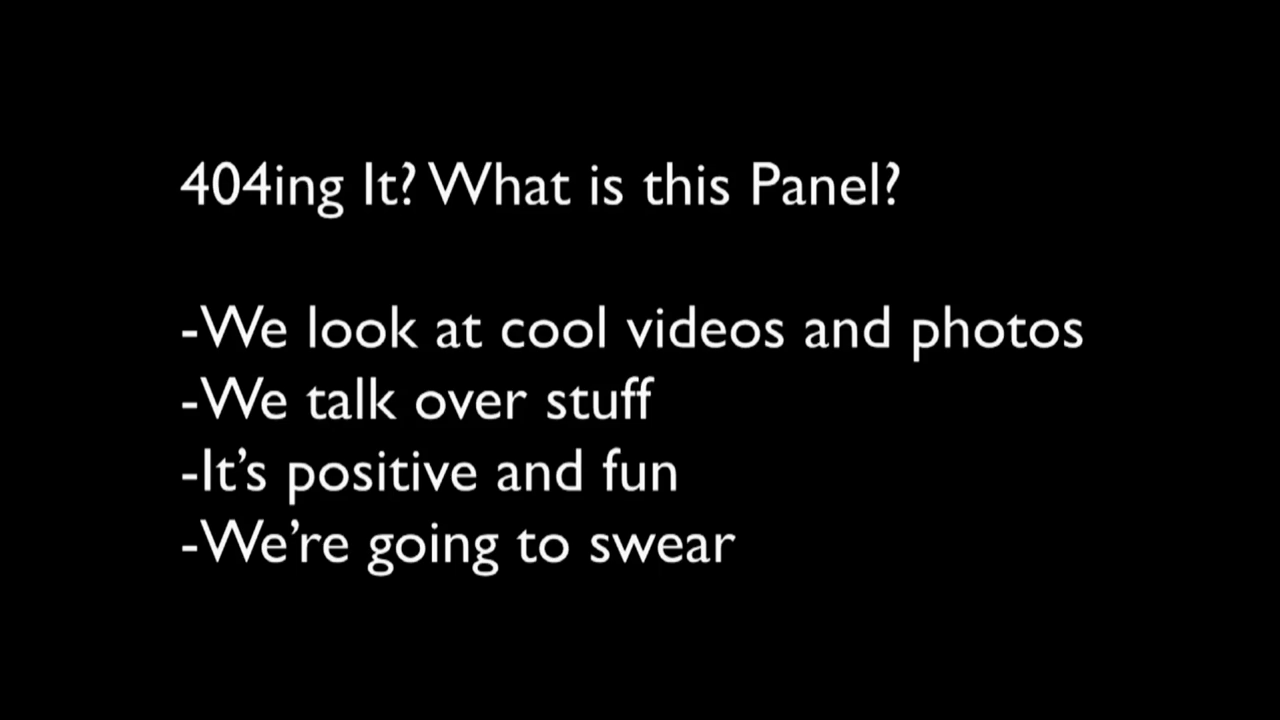 404ing It? What is this Panel?
-We look at cool videos and photos
-We talk over stuff
-It’s positive and fun
-We’re going to swear